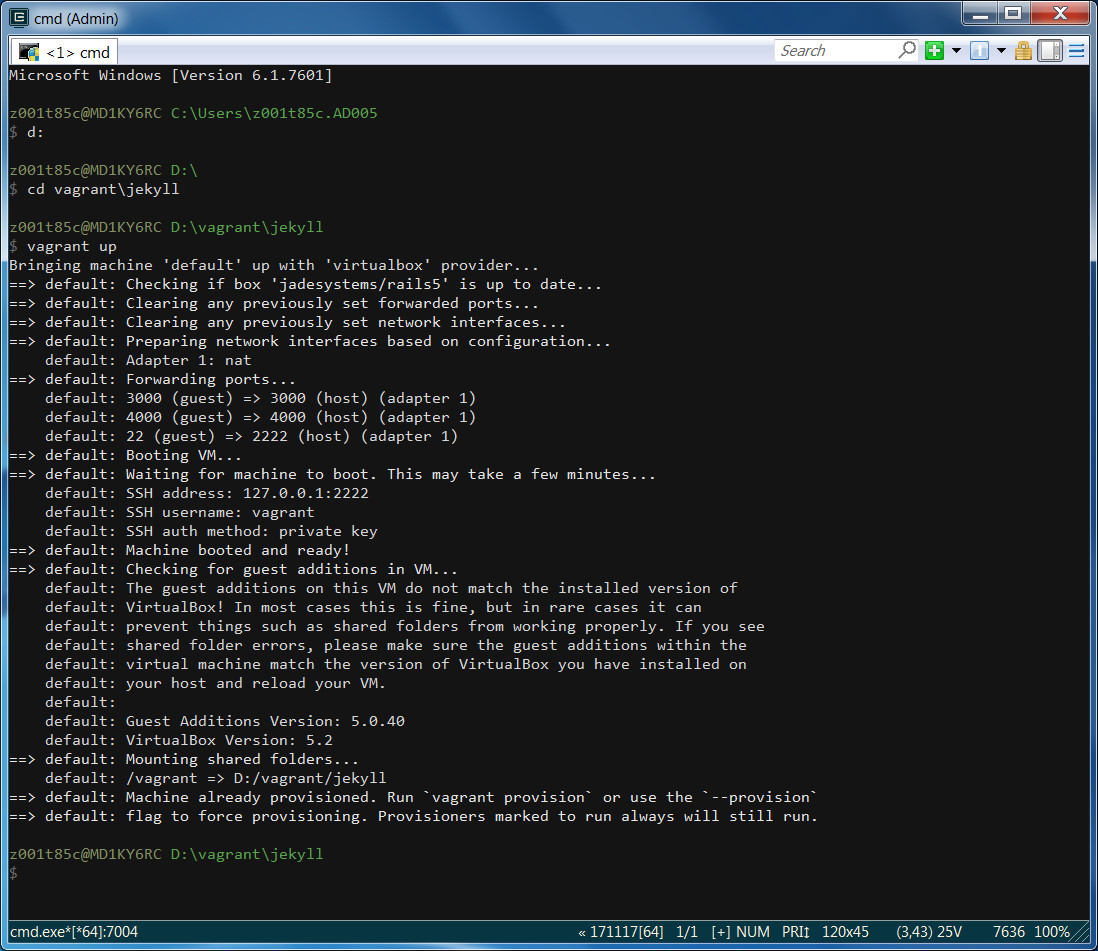 cmd (Admin)
<1> cmd
Search
Microsoft Windows [Version 6.1.7601]
z001t85c@MD1KY6RC C:\Users\z001t85c.AD005
$ d:
z001t85c@MD1KY6RC D:\
$ cd vagrant\jekyll
z001t85c@MD1KY6RC D:\vagrant\jekyll
$ vagrant up
Bringing machine 'default' up with 'virtualbox' provider...
==> default: Checking if box 'jadesystems/rails5' is up to date...
==> default: Clearing any previously set forwarded ports...
==> default: Clearing any previously set network interfaces...
==> default: Preparing network interfaces based on configuration...
    default: Adapter 1: nat
==> default: Forwarding ports...
    default: 3000 (guest) => 3000 (host) (adapter 1)
    default: 4000 (guest) => 4000 (host) (adapter 1)
    default: 22 (guest) => 2222 (host) (adapter 1)
==> default: Booting VM...
==> default: Waiting for machine to boot. This may take a few minutes...
    default: SSH address: 127.0.0.1:2222
    default: SSH username: vagrant
    default: SSH auth method: private key
==> default: Machine booted and ready!
==> default: Checking for guest additions in VM...
    default: The guest additions on this VM do not match the installed version of
    default: VirtualBox! In most cases this is fine, but in rare cases it can
    default: prevent things such as shared folders from working properly. If you see
    default: shared folder errors, please make sure the guest additions within the
    default: virtual machine match the version of VirtualBox you have installed on
    default: your host and reload your VM.
    default:
    default: Guest Additions Version: 5.0.40
    default: VirtualBox Version: 5.2
==> default: Mounting shared folders...
    default: /vagrant => D:/vagrant/jekyll
==> default: Machine already provisioned. Run `vagrant provision` or use the `--provision`
==> default: flag to force provisioning. Provisioners marked to run always will still run.
z001t85c@MD1KY6RC D:\vagrant\jekyll
$
cmd.exe*[*64]:7004 « 171117[64] 1/1 [+] NUM PRI↕ 120x45 (3,43) 25V 7636 100%